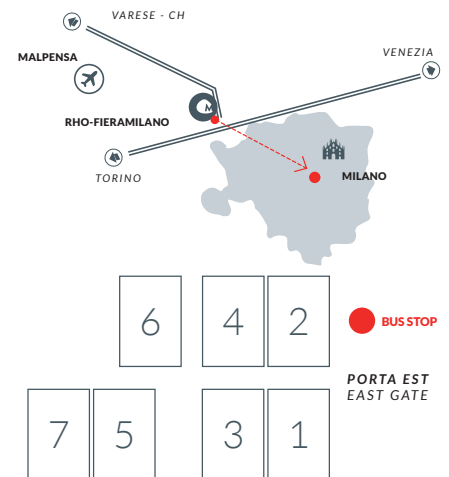 VARESE - CH
VENEZIA
MALPENSA
M
RHO-FIERAMILANO
TORINO
MILANO
6 4 2
BUS STOP
PORTA EST
EAST GATE
7 5 3 1